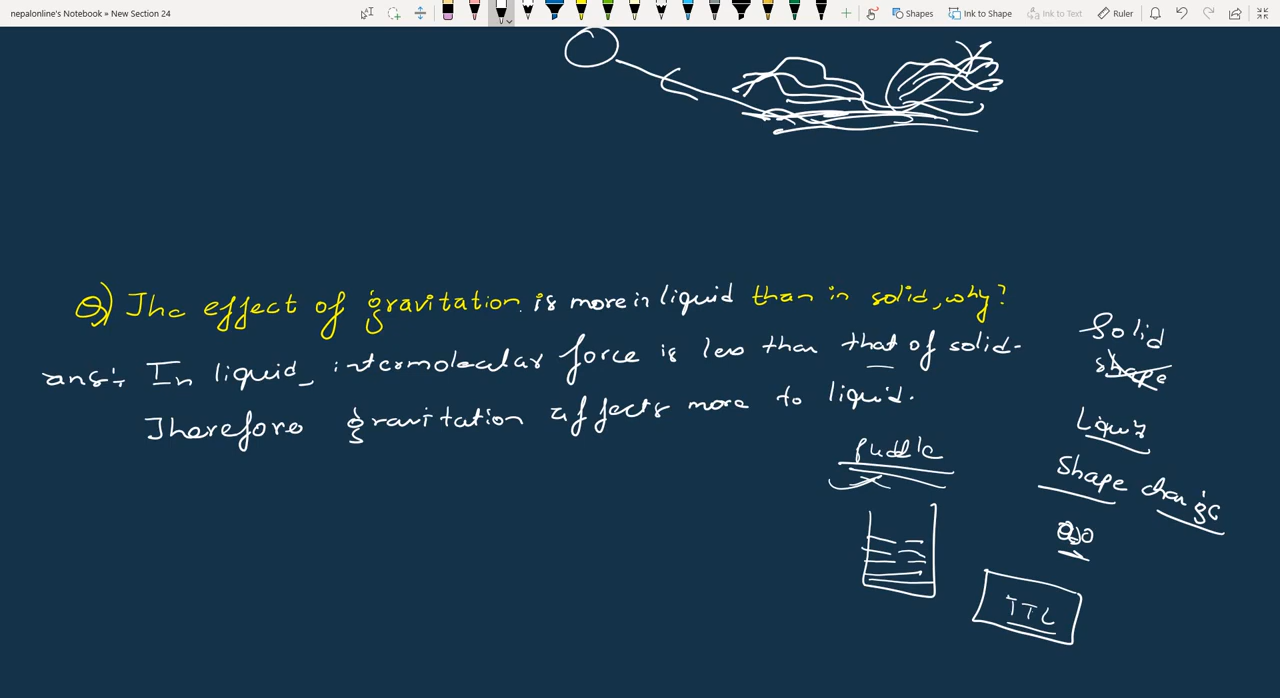 nepalonline's Notebook » New Section 24
Shapes
Ink to Shape
Ink to Text
Ruler
Q) The effect of gravitation is more in liquid than in solid, why?
ans:- In liquid, intermolecular force is less than that of solid.
Therefore gravitation affects more to liquid.
Solid
shape
Liquid
Shape change
puddle
TTL